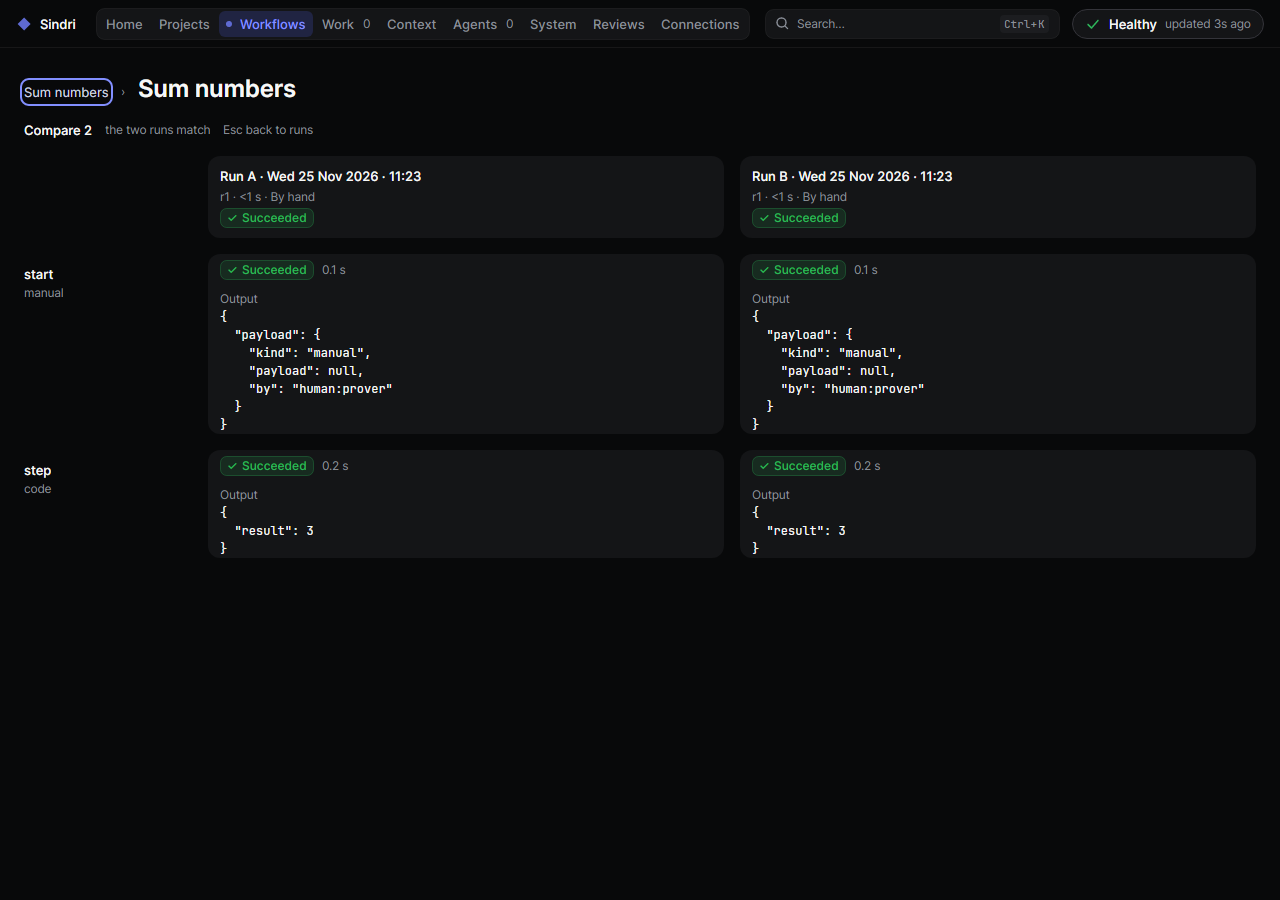 Sindri Home Projects Workflows Work 0 Context Agents 0 System Reviews Connections Search... Ctrl+K Healthy updated 3s ago
Sum numbers › Sum numbers
Compare 2 the two runs match Esc back to runs
Run A · Wed 25 Nov 2026 · 11:23
r1 · <1 s · By hand
Succeeded
Run B · Wed 25 Nov 2026 · 11:23
r1 · <1 s · By hand
Succeeded
start
manual
Succeeded 0.1 s
Output
{
  "payload": {
    "kind": "manual",
    "payload": null,
    "by": "human:prover"
  }
}
Succeeded 0.1 s
Output
{
  "payload": {
    "kind": "manual",
    "payload": null,
    "by": "human:prover"
  }
}
step
code
Succeeded 0.2 s
Output
{
  "result": 3
}
Succeeded 0.2 s
Output
{
  "result": 3
}